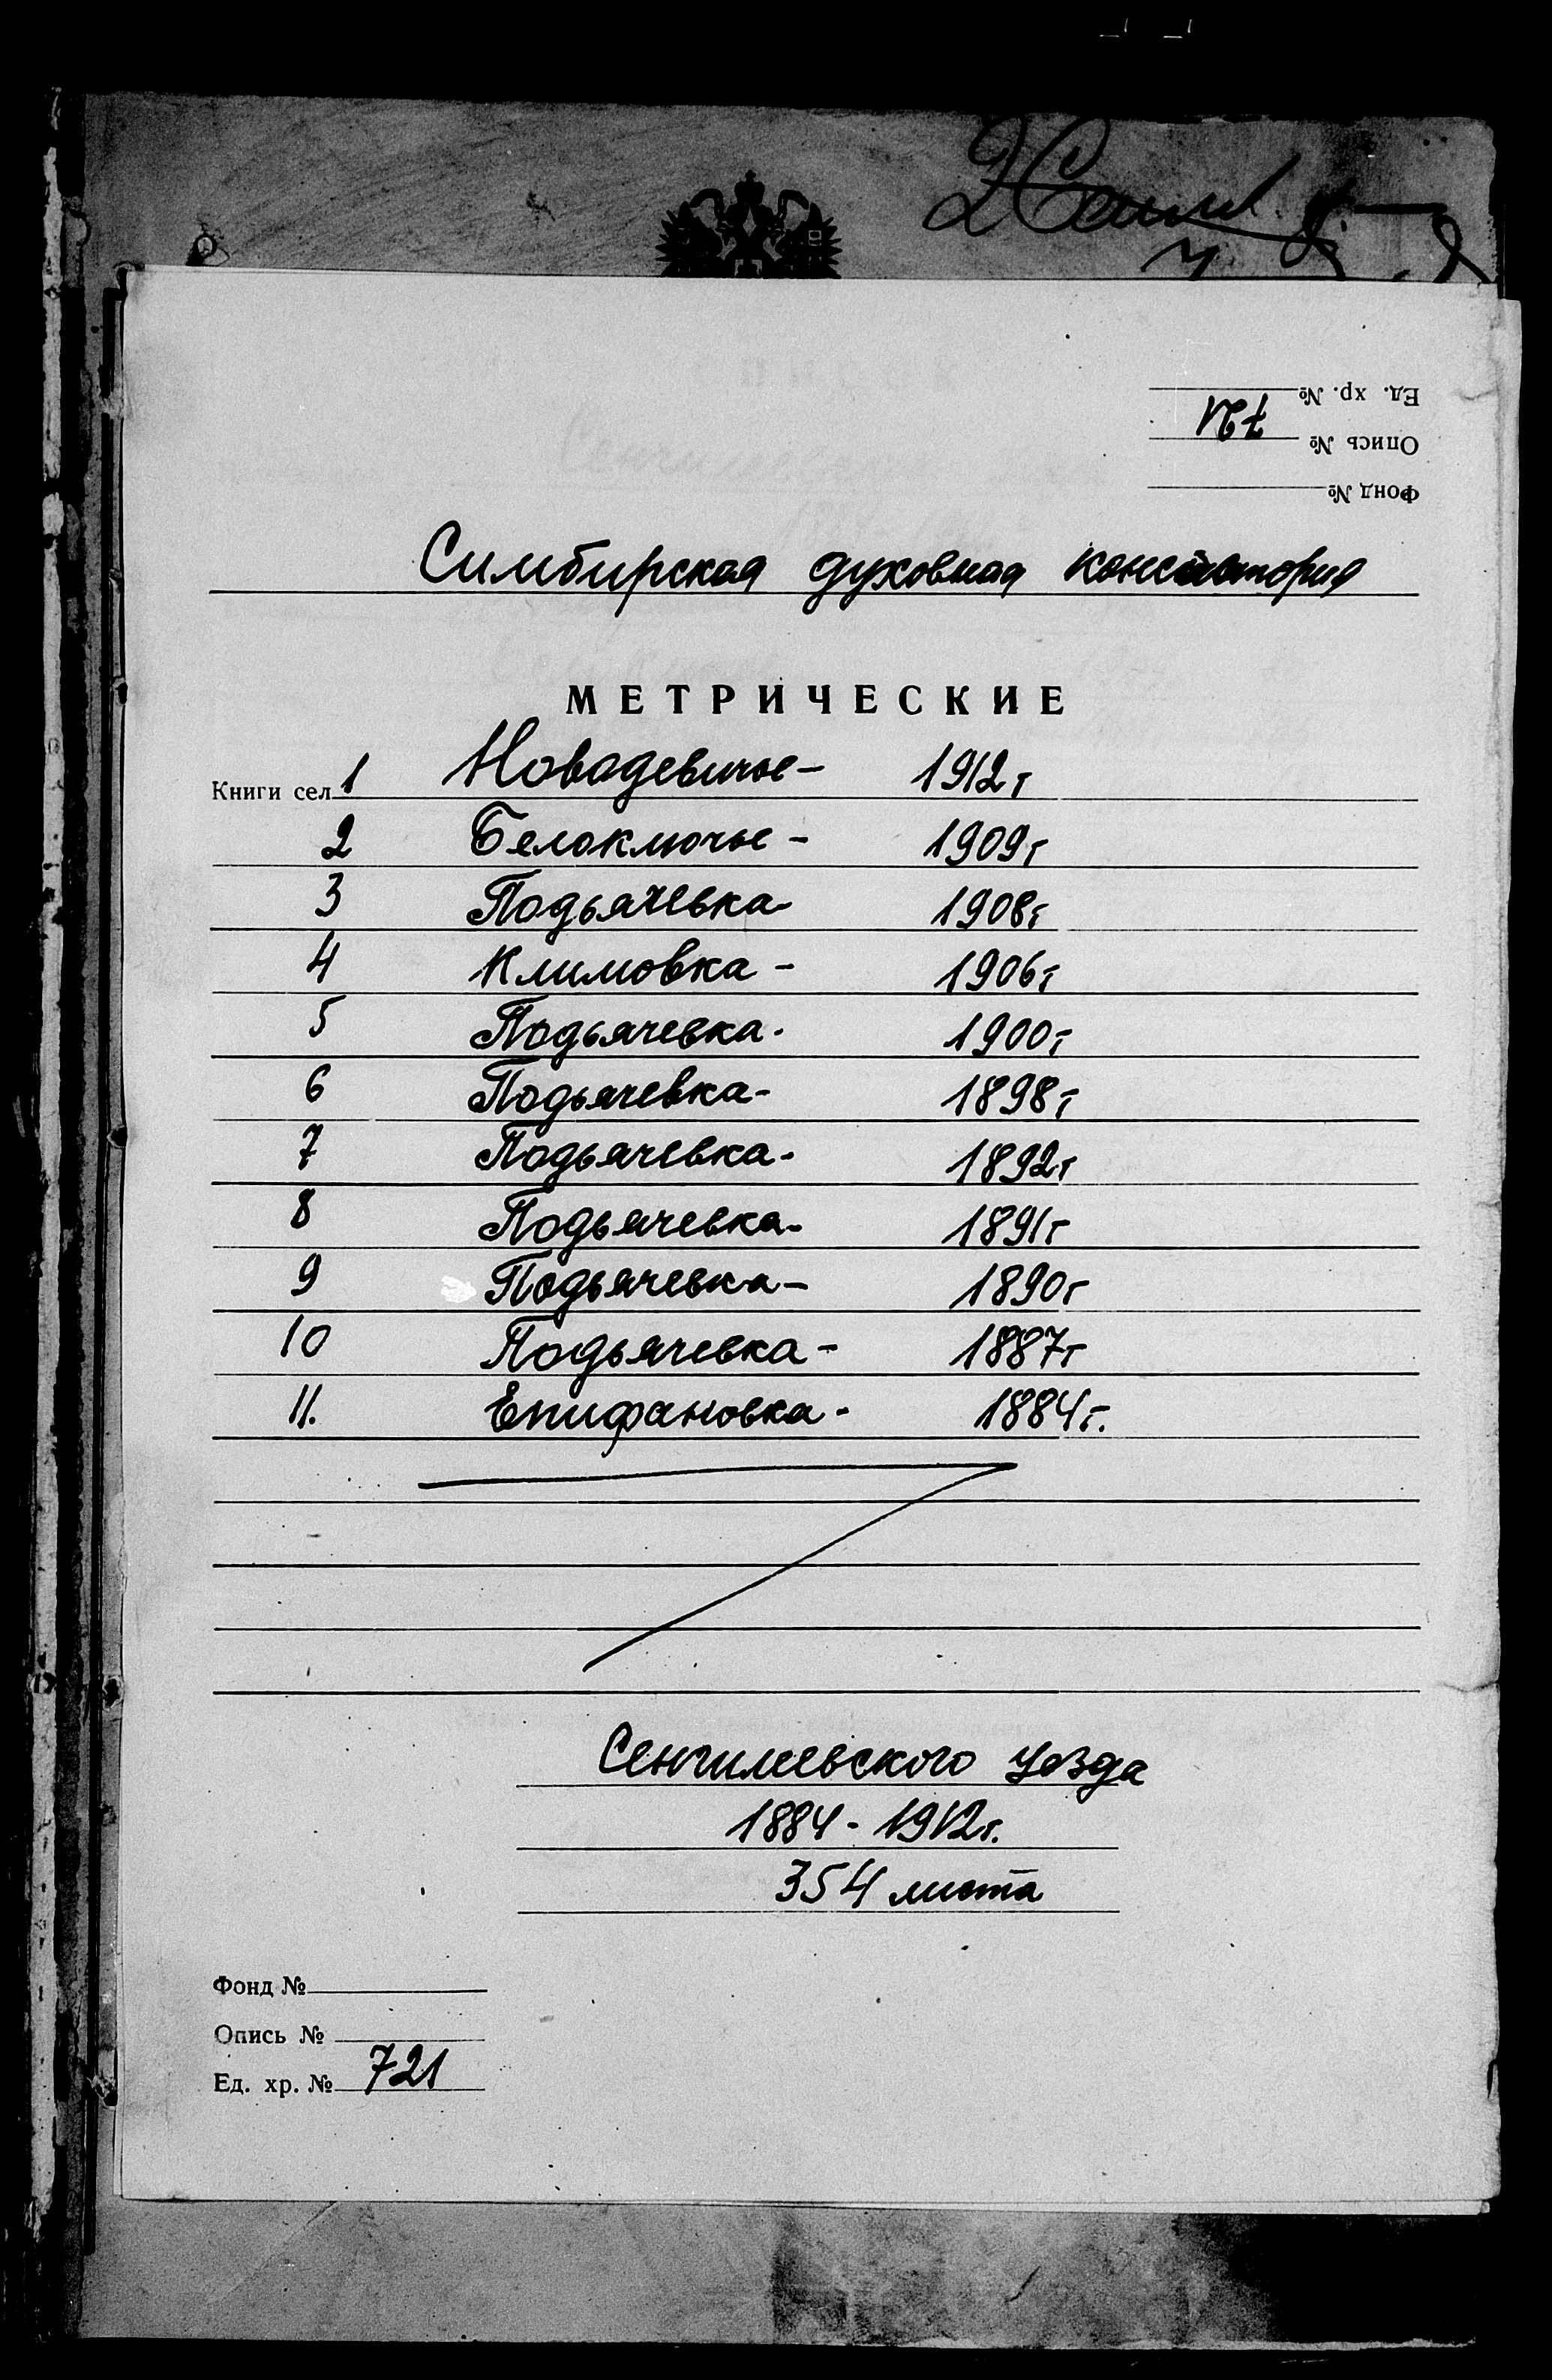 Ед. хр. №
Опись № 721
Фонд №
Симбирская духовная консистория
МЕТРИЧЕСКИЕ
Книги сел 1 Новодевичье - 1912 г
2 Белоключье - 1909 г
3 Подьячевка - 1908 г
4 Климовка - 1906 г
5 Подьячевка - 1900 г
6 Подьячевка - 1898 г
7 Подьячевка - 1892 г
8 Подьячевка - 1891 г
9 Подьячевка - 1890 г
10 Подьячевка - 1887 г
11. Епифановка - 1884 г.
Сенгилеевского уезда
1884 - 1912 г.
354 листа
Фонд №
Опись №
Ед. хр. № 721